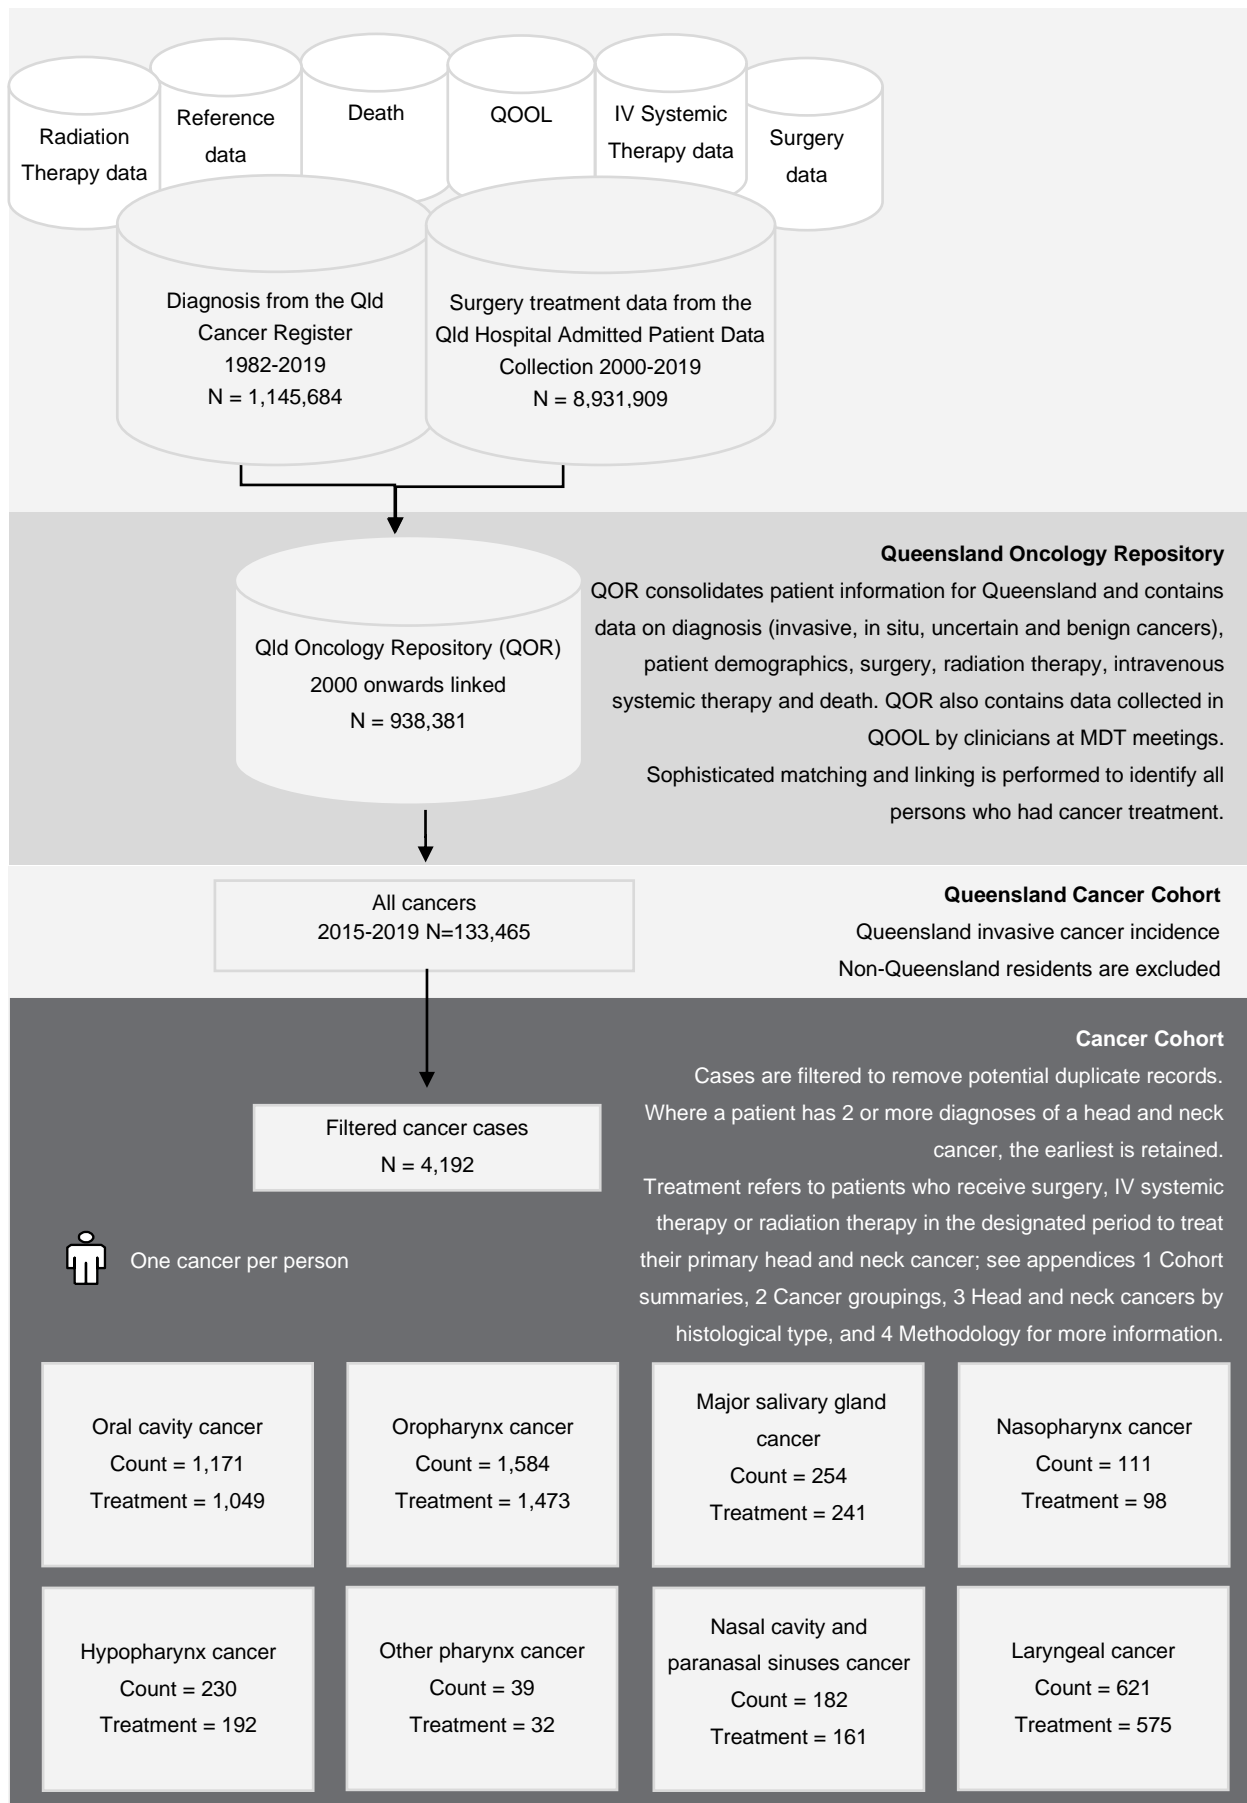 Radiation
Therapy data
Reference
data
Death
QOOL
IV Systemic
Therapy data
Surgery
data
Diagnosis from the Qld
Cancer Register
1982-2019
N = 1,145,684
Surgery treatment data from the
Qld Hospital Admitted Patient Data
Collection 2000-2019
N = 8,931,909
Qld Oncology Repository (QOR)
2000 onwards linked
N = 938,381
Queensland Oncology Repository
QOR consolidates patient information for Queensland and contains
data on diagnosis (invasive, in situ, uncertain and benign cancers),
patient demographics, surgery, radiation therapy, intravenous
systemic therapy and death. QOR also contains data collected in
QOOL by clinicians at MDT meetings.
Sophisticated matching and linking is performed to identify all
persons who had cancer treatment.
All cancers
2015-2019 N=133,465
Queensland Cancer Cohort
Queensland invasive cancer incidence
Non-Queensland residents are excluded
Filtered cancer cases
N = 4,192
One cancer per person
Cancer Cohort
Cases are filtered to remove potential duplicate records.
Where a patient has 2 or more diagnoses of a head and neck
cancer, the earliest is retained.
Treatment refers to patients who receive surgery, IV systemic
therapy or radiation therapy in the designated period to treat
their primary head and neck cancer; see appendices 1 Cohort
summaries, 2 Cancer groupings, 3 Head and neck cancers by
histological type, and 4 Methodology for more information.
Oral cavity cancer
Count = 1,171
Treatment = 1,049
Oropharynx cancer
Count = 1,584
Treatment = 1,473
Major salivary gland
cancer
Count = 254
Treatment = 241
Nasopharynx cancer
Count = 111
Treatment = 98
Hypopharynx cancer
Count = 230
Treatment = 192
Other pharynx cancer
Count = 39
Treatment = 32
Nasal cavity and
paranasal sinuses cancer
Count = 182
Treatment = 161
Laryngeal cancer
Count = 621
Treatment = 575